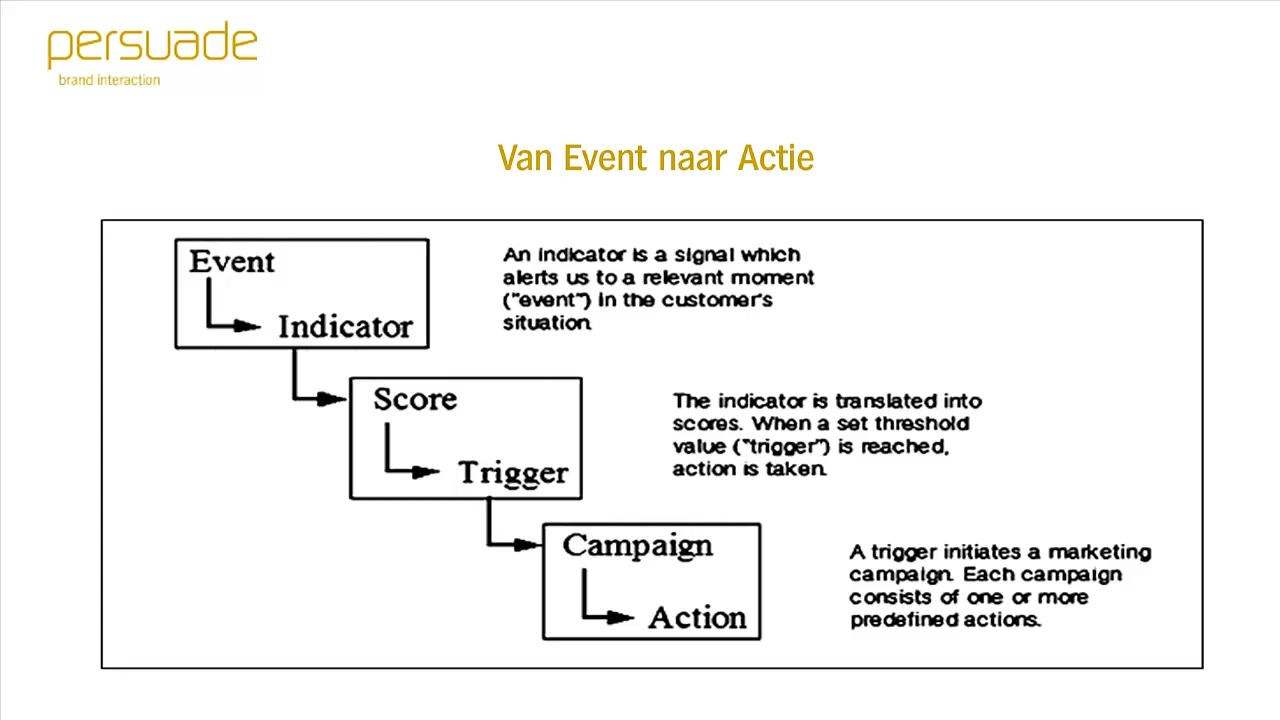 persuade
brand interaction
Van Event naar Actie
Event
Indicator
An indicator is a signal which
alerts us to a relevant moment
("event") in the customer's
situation.
Score
Trigger
The indicator is translated into
scores. When a set threshold
value ("trigger") is reached,
action is taken.
Campaign
Action
A trigger initiates a marketing
campaign. Each campaign
consists of one or more
predefined actions.